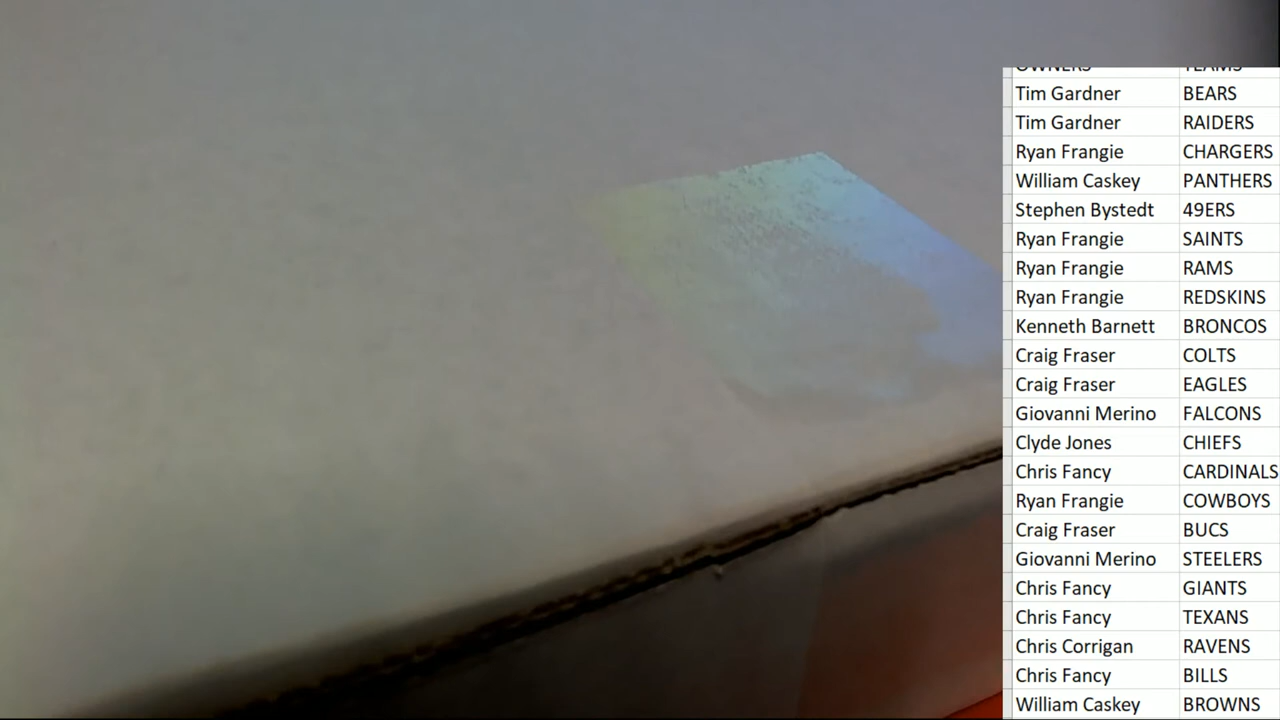 OWNERS TEAMS
Tim Gardner BEARS
Tim Gardner RAIDERS
Ryan Frangie CHARGERS
William Caskey PANTHERS
Stephen Bystedt 49ERS
Ryan Frangie SAINTS
Ryan Frangie RAMS
Ryan Frangie REDSKINS
Kenneth Barnett BRONCOS
Craig Fraser COLTS
Craig Fraser EAGLES
Giovanni Merino FALCONS
Clyde Jones CHIEFS
Chris Fancy CARDINALS
Ryan Frangie COWBOYS
Craig Fraser BUCS
Giovanni Merino STEELERS
Chris Fancy GIANTS
Chris Fancy TEXANS
Chris Corrigan RAVENS
Chris Fancy BILLS
William Caskey BROWNS